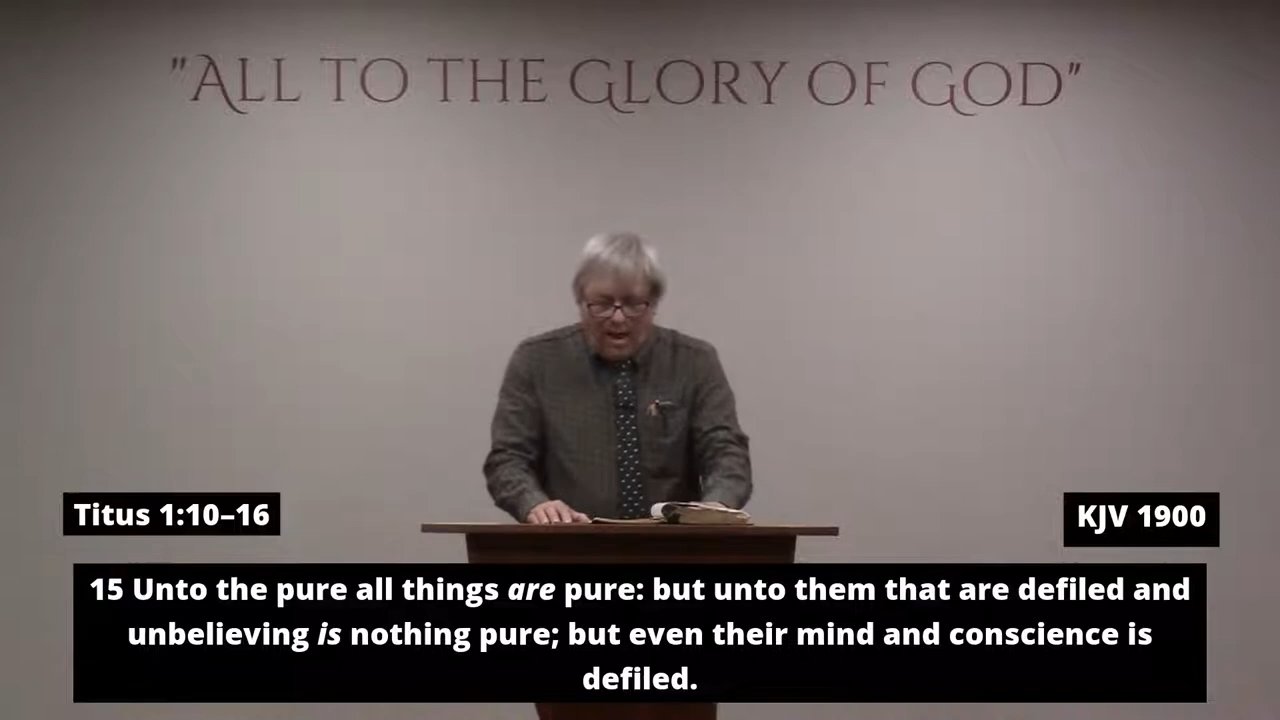 "ALL TO THE GLORY OF GOD"
Titus 1:10–16
KJV 1900
15 Unto the pure all things are pure: but unto them that are defiled and
unbelieving is nothing pure; but even their mind and conscience is
defiled.